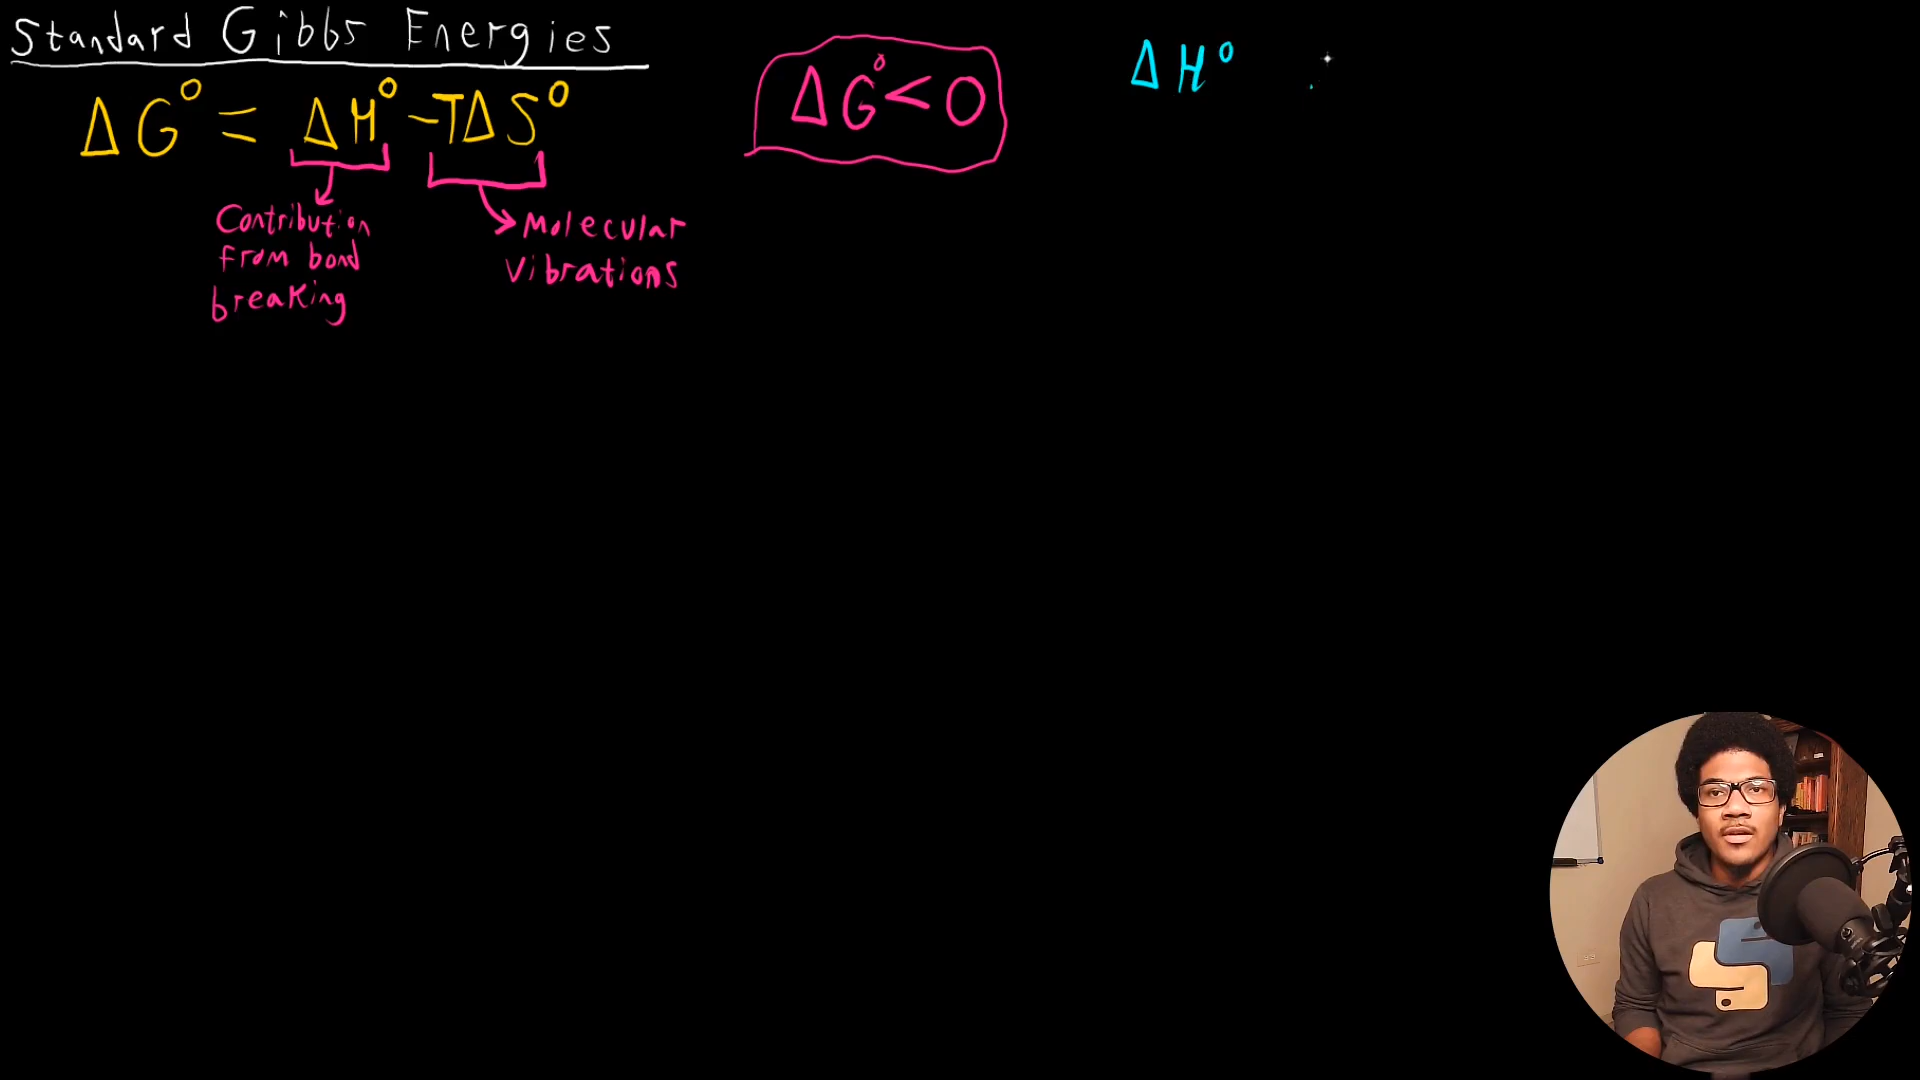 Standard Gibbs Energies
ΔG° = ΔH° - TΔS°
Contribution
from bond
breaking
Molecular
vibrations
ΔG° < 0
ΔH°